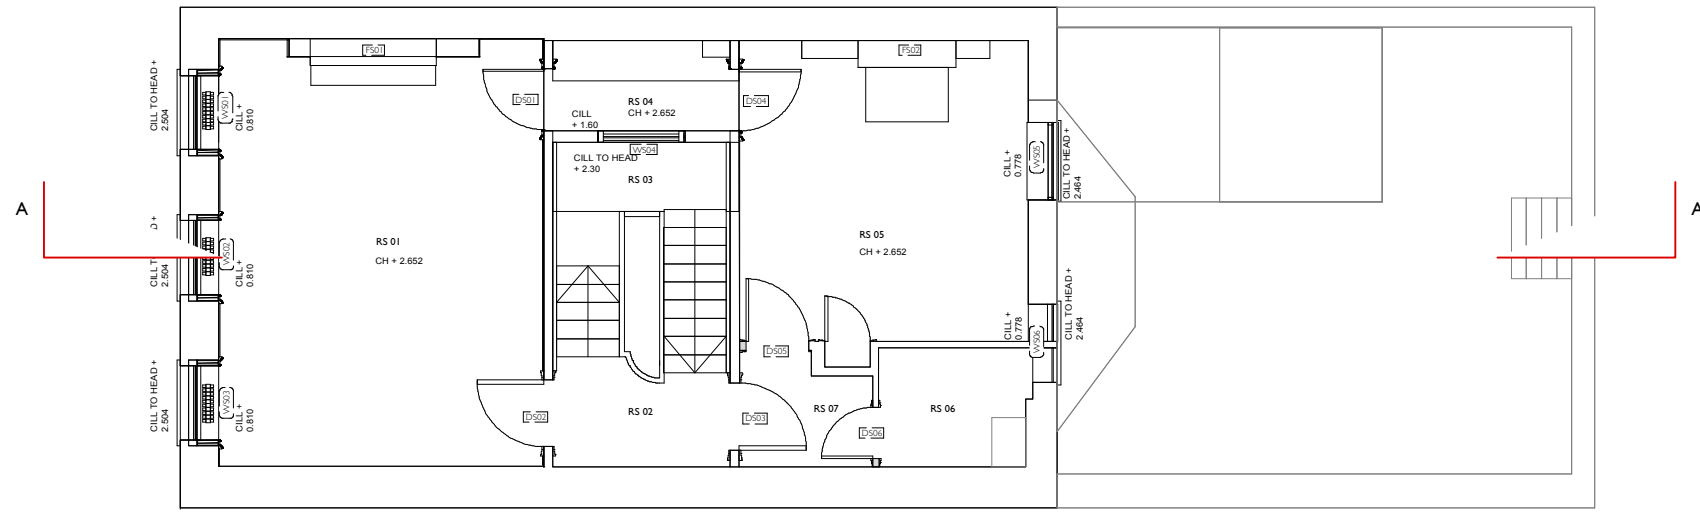 FS01
FS02
CILL TO HEAD +
2.504
WS01
CILL +
0.810
DS01
RS 04
CH + 2.652
CILL
+ 1.60
DS04
WS04
CILL TO HEAD
+ 2.30
RS 03
CILL +
0.778
WS05
CILL TO HEAD +
2.464
A
A
2.504
WS02
CILL +
0.810
RS 01
CH + 2.652
RS 05
CH + 2.652
CILL +
0.778
WS06
CILL TO HEAD +
2.464
DS05
CILL TO HEAD +
2.504
WS03
CILL +
0.810
DS02
RS 02
DS03
RS 07
RS 06
DS06